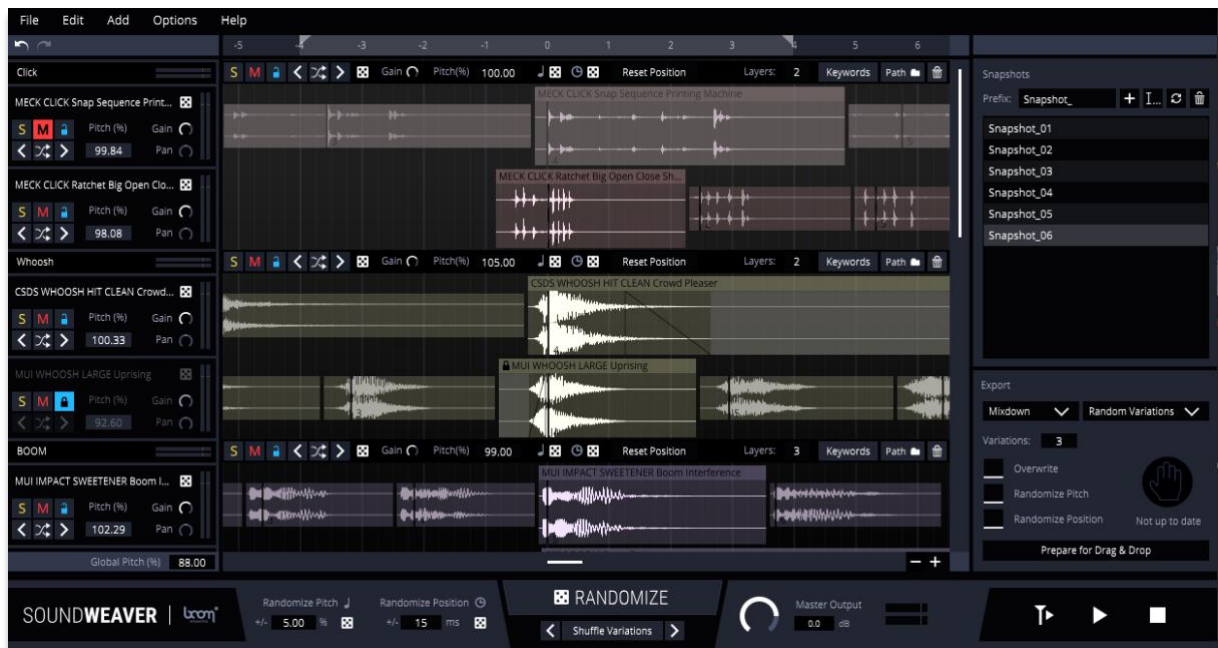 File Edit Add Options Help
-5 -4 -3 -2 -1 0 1 2 3 4 5 6
Click S M Gain Pitch(%) 100.00 Reset Position Layers: 2 Keywords Path
MECK CLICK Snap Sequence Print...
S M Pitch (%) Gain
99.84 Pan
MECK CLICK Snap Sequence Printing Machine
4
MECK CLICK Ratchet Big Open Clo...
S M Pitch (%) Gain
98.08 Pan
MECK CLICK Ratchet Big Open Close Sh...
Whoosh S M Gain Pitch(%) 105.00 Reset Position Layers: 2 Keywords Path
CSDS WHOOSH HIT CLEAN Crowd...
S M Pitch (%) Gain
100.33 Pan
CSDS WHOOSH HIT CLEAN Crowd Pleaser
4
MUI WHOOSH LARGE Uprising
S M Pitch (%) Gain
92.60 Pan
MUI WHOOSH LARGE Uprising
3
BOOM S M Gain Pitch(%) 99.00 Reset Position Layers: 3 Keywords Path
MUI IMPACT SWEETENER Boom I...
S M Pitch (%) Gain
102.29 Pan
MUI IMPACT SWEETENER Boom Interference
Global Pitch (%) 88.00
Snapshots
Prefix: Snapshot_ + I...
Snapshot_01
Snapshot_02
Snapshot_03
Snapshot_04
Snapshot_05
Snapshot_06
Export
Mixdown Random Variations
Variations: 3
Overwrite
Randomize Pitch
Randomize Position
Not up to date
Prepare for Drag & Drop
SOUNDWEAVER | boom
Randomize Pitch
+/- 5.00 %
Randomize Position
+/- 15 ms
RANDOMIZE
Shuffle Variations
Master Output
0.0 dB